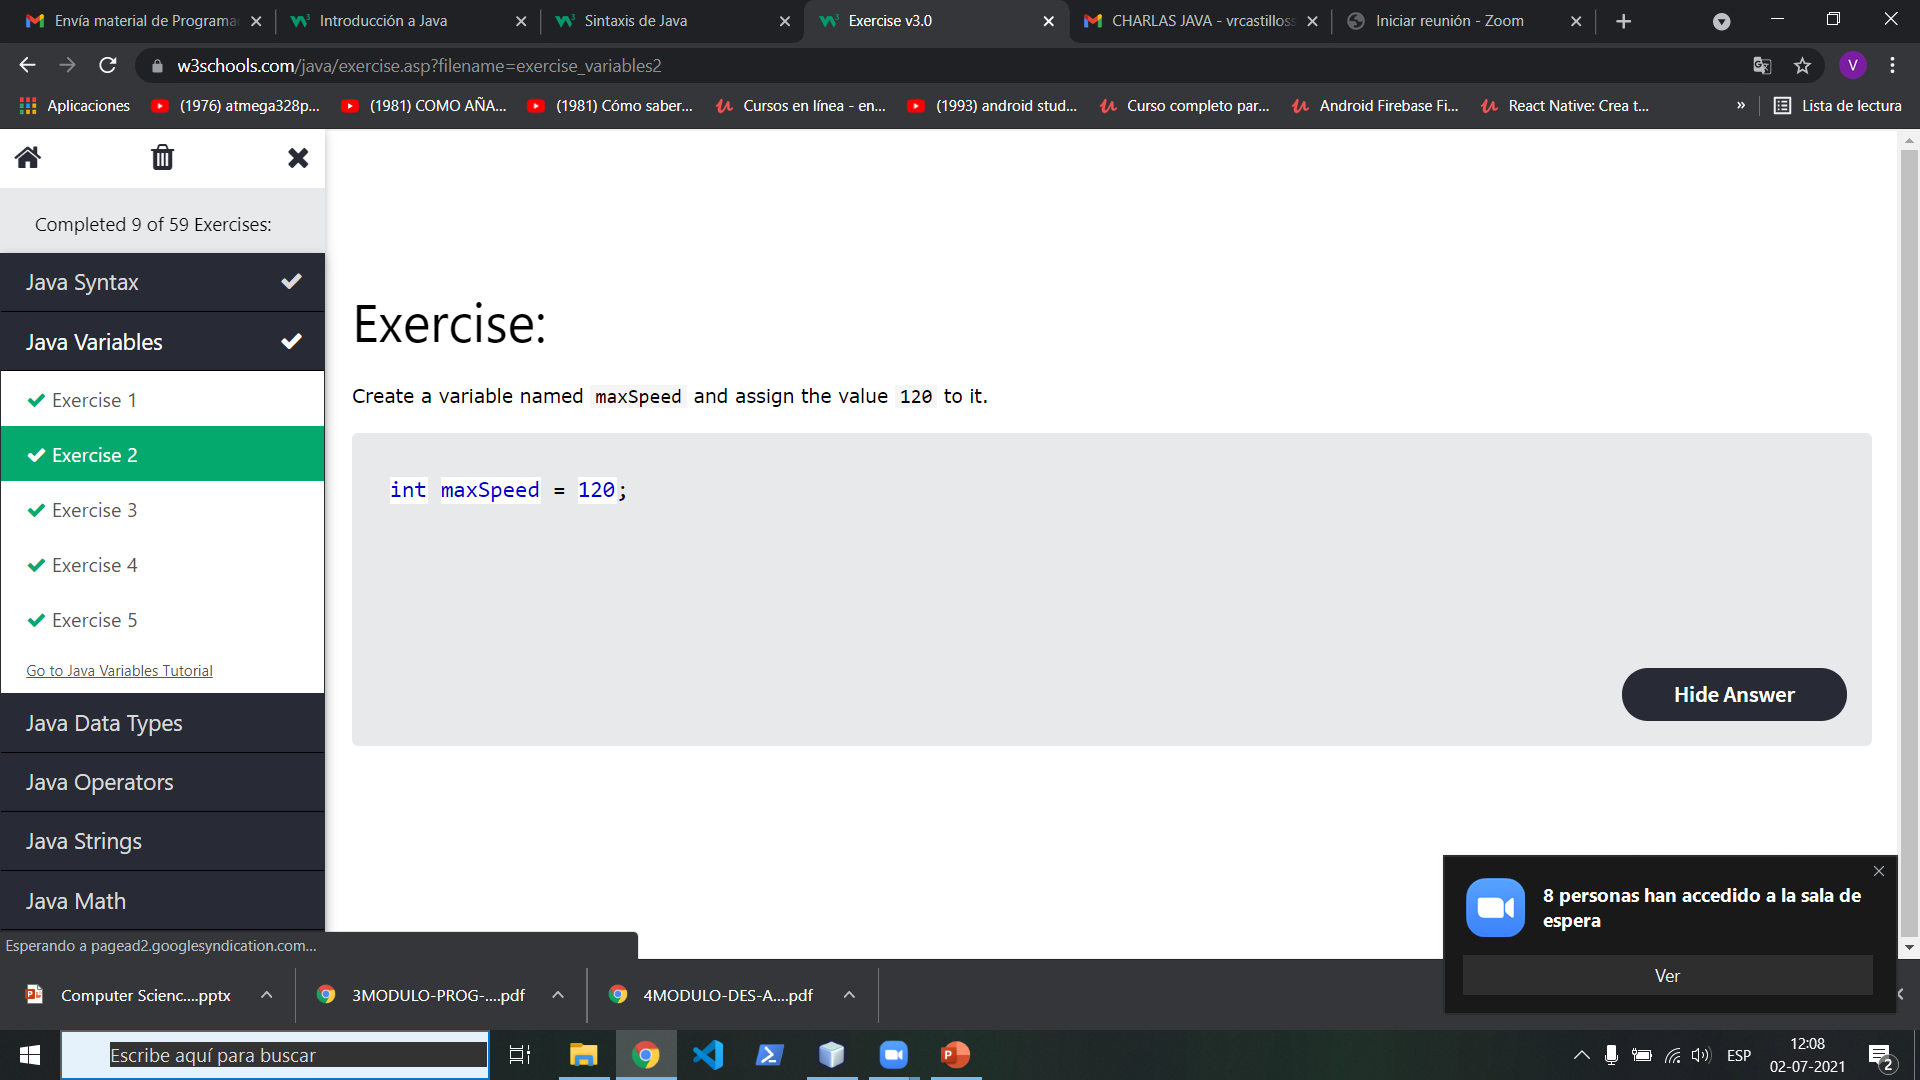 Envía material de Programa
Introducción a Java
Sintaxis de Java
Exercise v3.0
CHARLAS JAVA - vrcastilloss
Iniciar reunión - Zoom
w3schools.com/java/exercise.asp?filename=exercise_variables2
V
Aplicaciones
(1976) atmega328p...
(1981) COMO AÑA...
(1981) Cómo saber...
Cursos en línea - en...
(1993) android stud...
Curso completo par...
Android Firebase Fi...
React Native: Crea t...
»
Lista de lectura
Completed 9 of 59 Exercises:
Java Syntax
Java Variables
Exercise 1
Exercise 2
Exercise 3
Exercise 4
Exercise 5
Go to Java Variables Tutorial
Java Data Types
Java Operators
Java Strings
Java Math
Exercise:
Create a variable named maxSpeed and assign the value 120 to it.
int maxSpeed = 120;
Hide Answer
8 personas han accedido a la sala de
espera
Ver
Esperando a pagead2.googlesyndication.com...
Computer Scienc....pptx
3MODULO-PROG-....pdf
4MODULO-DES-A....pdf
Escribe aquí para buscar
ESP
12:08
02-07-2021
2